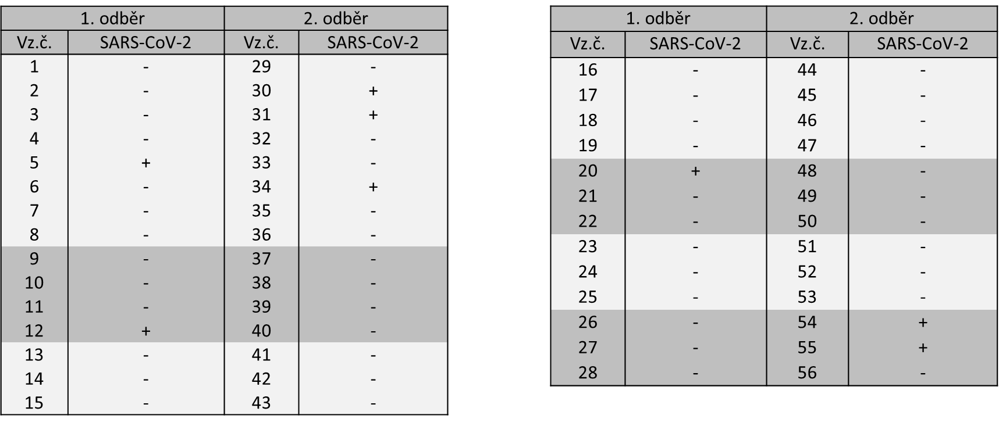 1. odběr 2. odběr
Vz.č. SARS-CoV-2 Vz.č. SARS-CoV-2
1 - 29 -
2 - 30 +
3 - 31 +
4 - 32 -
5 + 33 -
6 - 34 +
7 - 35 -
8 - 36 -
9 - 37 -
10 - 38 -
11 - 39 -
12 + 40 -
13 - 41 -
14 - 42 -
15 - 43 -
1. odběr 2. odběr
Vz.č. SARS-CoV-2 Vz.č. SARS-CoV-2
16 - 44 -
17 - 45 -
18 - 46 -
19 - 47 -
20 + 48 -
21 - 49 -
22 - 50 -
23 - 51 -
24 - 52 -
25 - 53 -
26 - 54 +
27 - 55 +
28 - 56 -